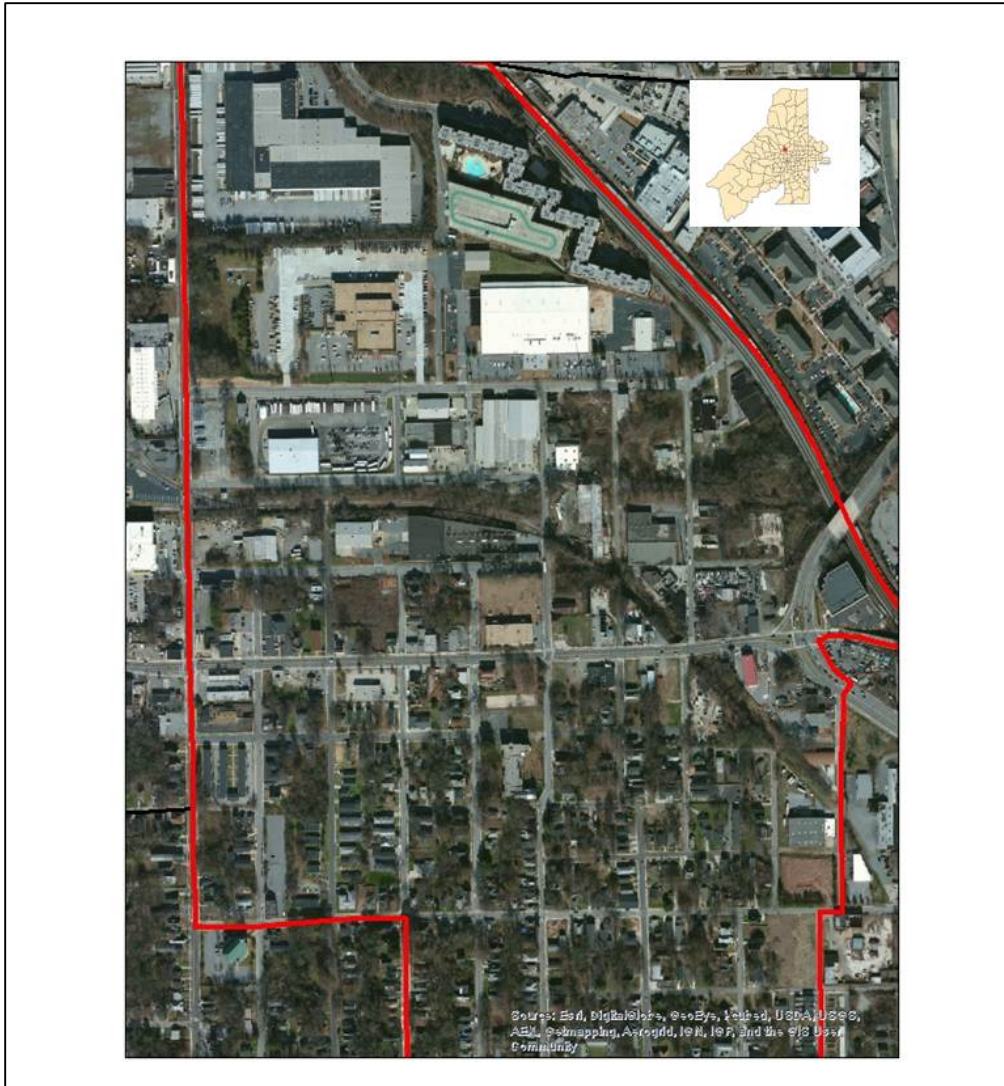 Source: Esri, DigitalGlobe, GeoEye, i-cubed, USDA, USGS,
AEX, Getmapping, Aerogrid, IGN, IGP, and the GIS User
Community